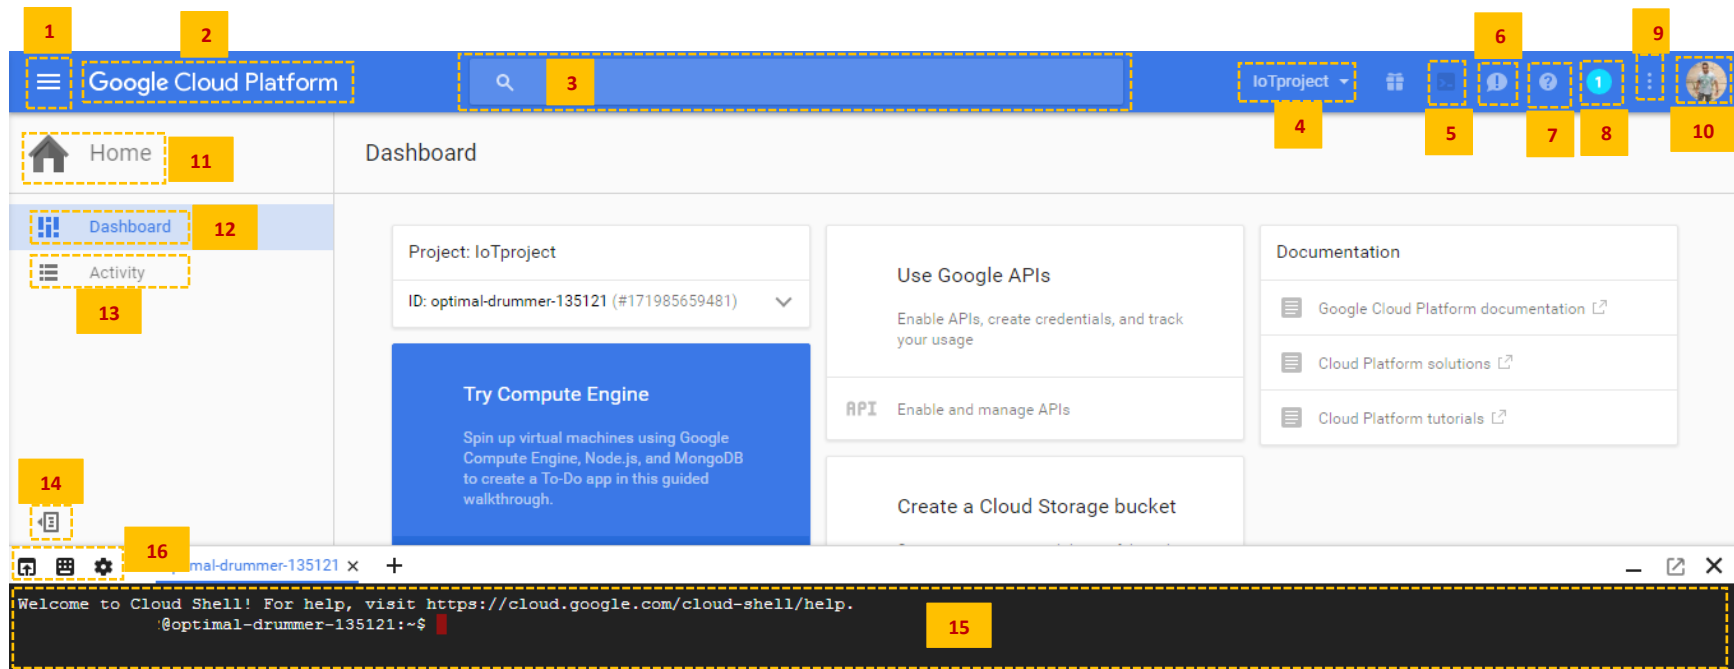 1
2
6
9
Google Cloud Platform
3
IoTproject
1
4
5
7
8
10
Home
11
Dashboard
Dashboard
12
Activity
13
Project: IoTproject
ID: optimal-drummer-135121 (#171985659481)
Try Compute Engine
Spin up virtual machines using Google
Compute Engine, Node.js, and MongoDB
to create a To-Do app in this guided
walkthrough.
Use Google APIs
Enable APIs, create credentials, and track
your usage
API
Enable and manage APIs
Create a Cloud Storage bucket
Documentation
Google Cloud Platform documentation
Cloud Platform solutions
Cloud Platform tutorials
14
16
mal-drummer-135121
Welcome to Cloud Shell! For help, visit https://cloud.google.com/cloud-shell/help.
@optimal-drummer-135121:~$
15